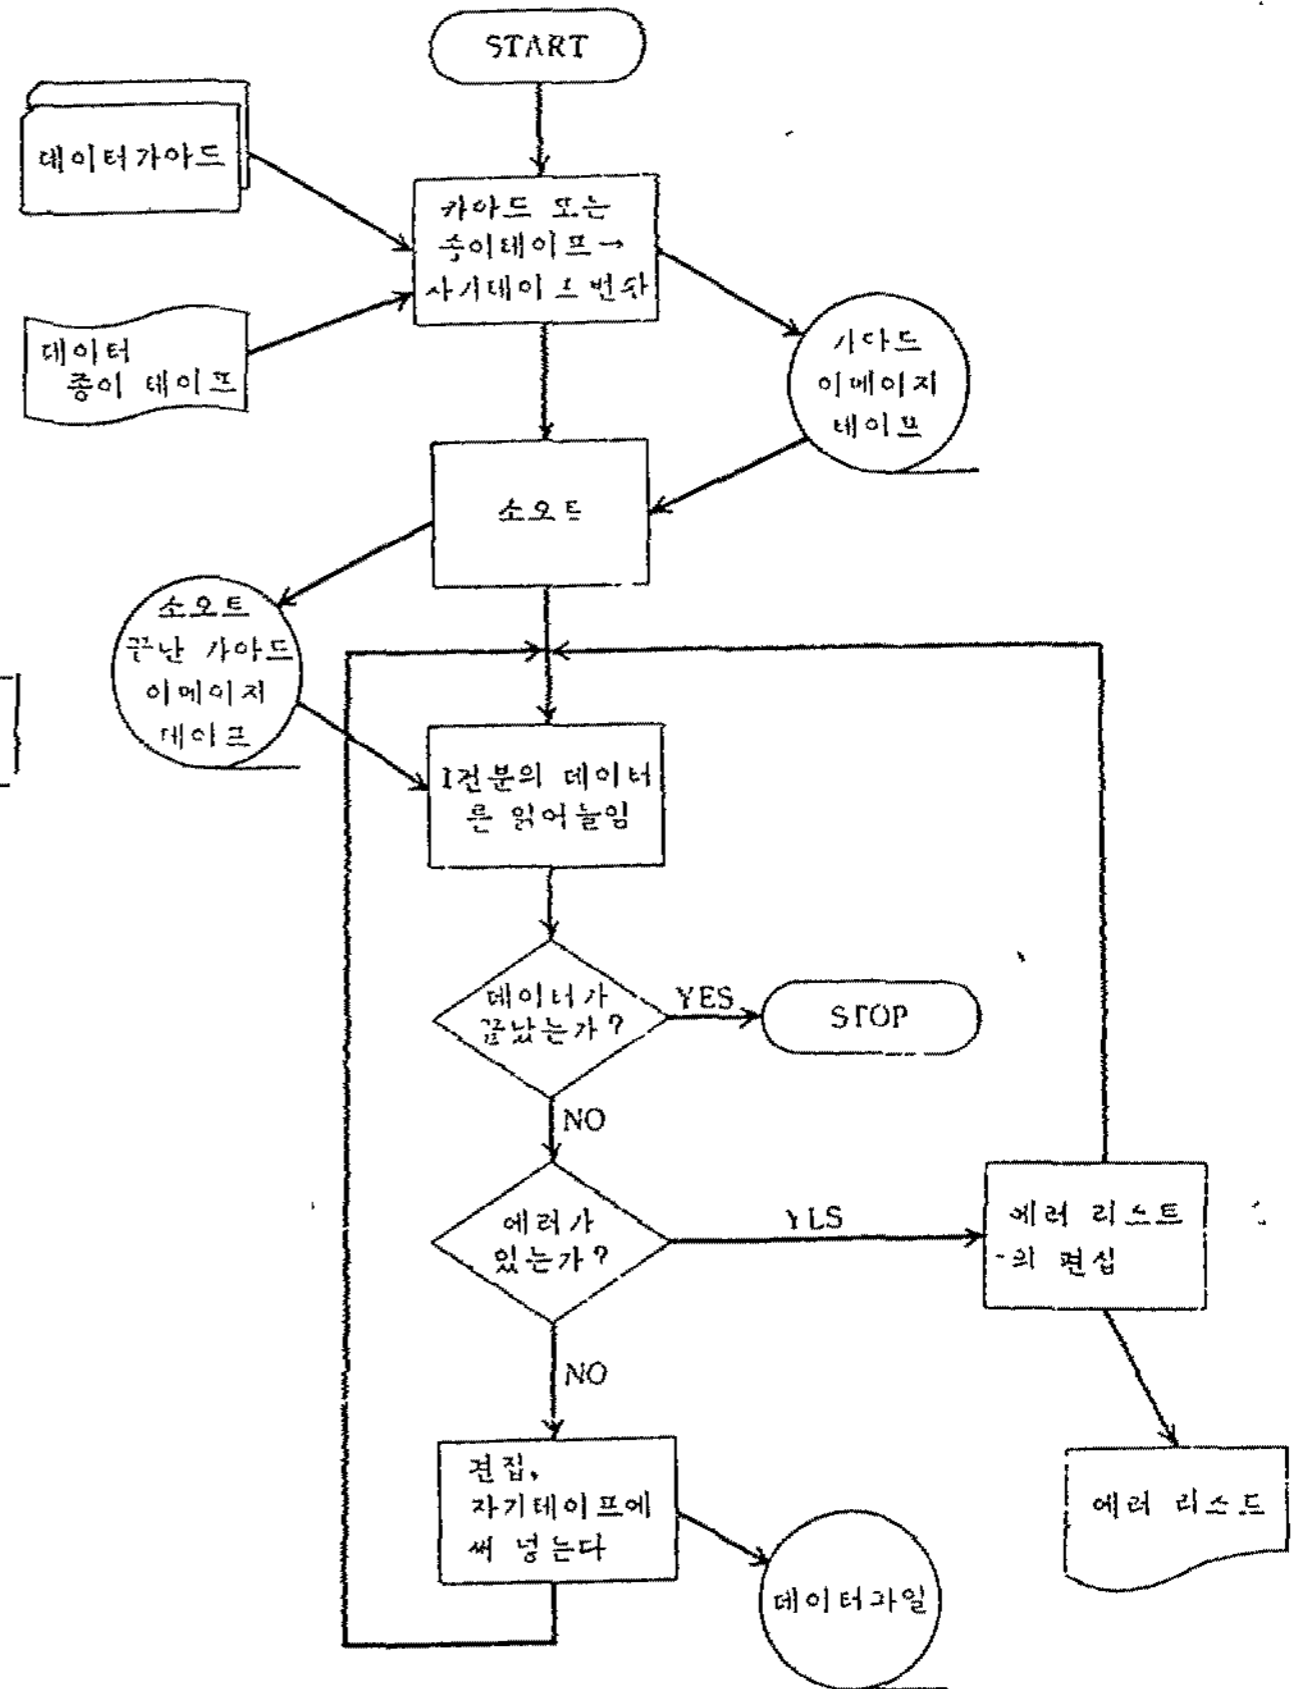 START
데이터가아드
카아드 또는
종이테이프→
자기테이프변환
데이터
종이 테이프
가아드
이메이지
테이프
소오트
소오트
끝난 가아드
이메이지
테이프
1건분의 데이터
를 읽어들임
데이터가
끝났는가?
YES
STOP
NO
에러가
있는가?
YES
에러 리스트
의 편집
NO
편집,
자기테이프에
써 넣는다
에러 리스트
데이터파일